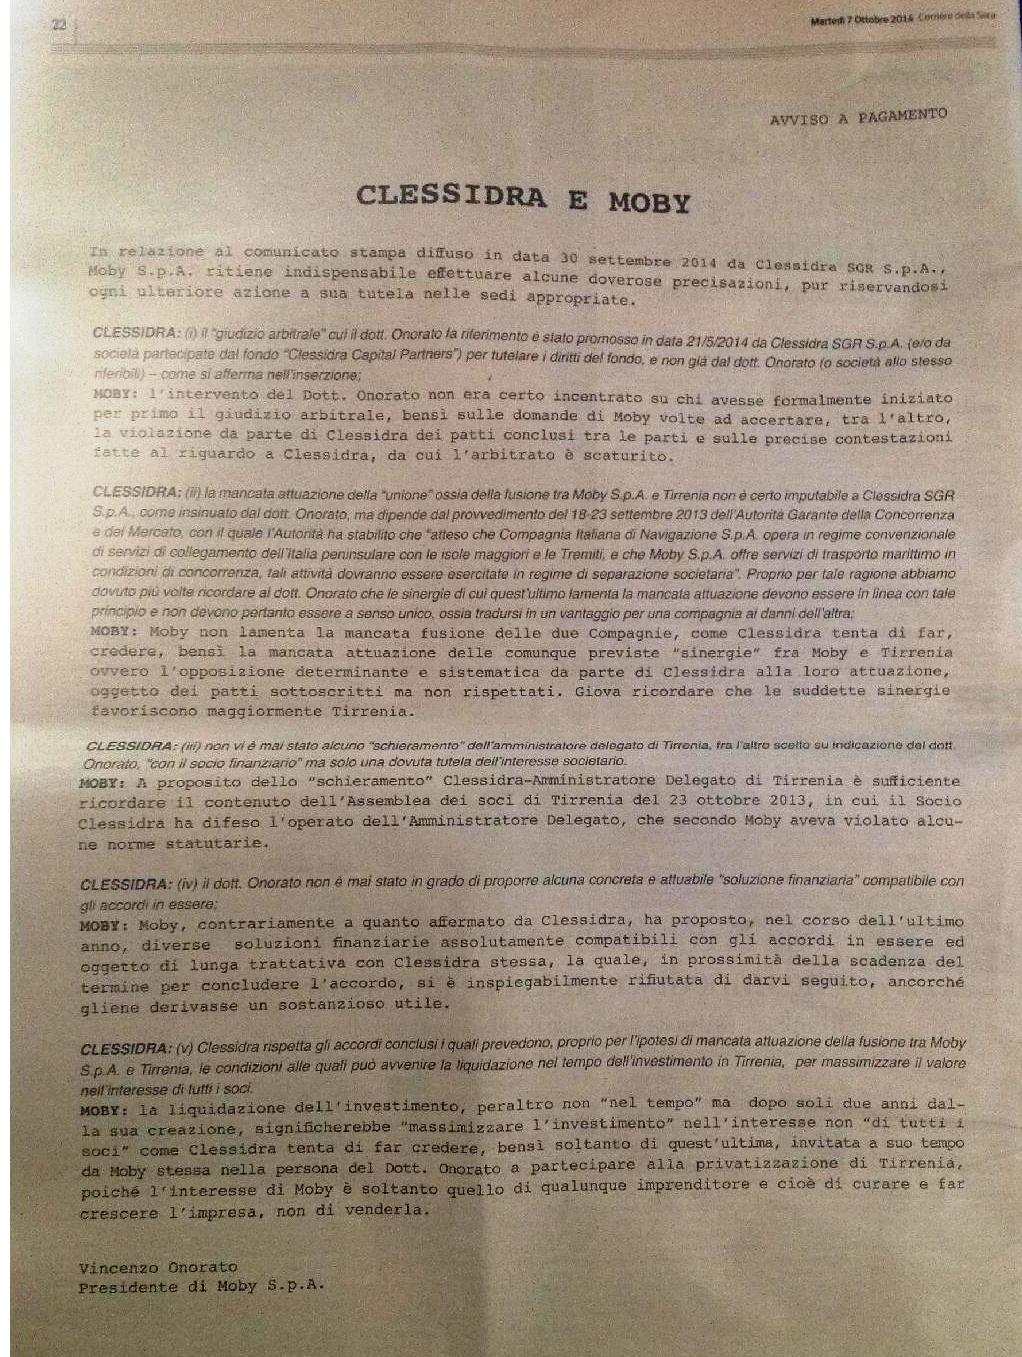 22
Martedì 7 Ottobre 2014 Corriere della Sera
AVVISO A PAGAMENTO
CLESSIDRA E MOBY
In relazione al comunicato stampa diffuso in data 30 settembre 2014 da Clessidra SGR S.p.A.,
Moby S.p.A. ritiene indispensabile effettuare alcune doverose precisazioni, pur riservandosi
ogni ulteriore azione a sua tutela nelle sedi appropriate.
CLESSIDRA: (i) il "giudizio arbitrale" cui il dott. Onorato fa riferimento è stato promosso in data 21/5/2014 da Clessidra SGR S.p.A. (e/o da
società partecipate dal fondo "Clessidra Capital Partners") per tutelare i diritti del fondo, e non già dal dott. Onorato (o società allo stesso
riferibili) – come si afferma nell'inserzione;
MOBY: l'intervento del Dott. Onorato non era certo incentrato su chi avesse formalmente iniziato
per primo il giudizio arbitrale, bensì sulle domande di Moby volte ad accertare, tra l'altro,
la violazione da parte di Clessidra dei patti conclusi tra le parti e sulle precise contestazioni
fatte al riguardo a Clessidra, da cui l'arbitrato è scaturito.
CLESSIDRA: (ii) la mancata attuazione della "unione" ossia della fusione tra Moby S.p.A. e Tirrenia non è certo imputabile a Clessidra SGR
S.p.A., come insinuato dal dott. Onorato, ma dipende dal provvedimento del 18-23 settembre 2013 dell'Autorità Garante della Concorrenza
e del Mercato, con il quale l'Autorità ha stabilito che "atteso che Compagnia Italiana di Navigazione S.p.A. opera in regime convenzionale
di servizi di collegamento dell'Italia peninsulare con le isole maggiori e le Tremiti, e che Moby S.p.A. offre servizi di trasporto marittimo in
condizioni di concorrenza, tali attività dovranno essere esercitate in regime di separazione societaria". Proprio per tale ragione abbiamo
dovuto più volte ricordare al dott. Onorato che le sinergie di cui quest'ultimo lamenta la mancata attuazione devono essere in linea con tale
principio e non devono pertanto essere a senso unico, ossia tradursi in un vantaggio per una compagnia ai danni dell'altra;
MOBY: Moby non lamenta la mancata fusione delle due Compagnie, come Clessidra tenta di far,
credere, bensì la mancata attuazione delle comunque previste "sinergie" fra Moby e Tirrenia
ovvero l'opposizione determinante e sistematica da parte di Clessidra alla loro attuazione,
oggetto dei patti sottoscritti ma non rispettati. Giova ricordare che le suddette sinergie
favoriscono maggiormente Tirrenia.
CLESSIDRA: (iii) non vi è mai stato alcuno "schieramento" dell'amministratore delegato di Tirrenia, fra l'altro scelto su indicazione del dott.
Onorato, "con il socio finanziario" ma solo una dovuta tutela dell'interesse societario.
MOBY: A proposito dello "schieramento" Clessidra-Amministratore Delegato di Tirrenia è sufficiente
ricordare il contenuto dell'Assemblea dei soci di Tirrenia del 23 ottobre 2013, in cui il Socio
Clessidra ha difeso l'operato dell'Amministratore Delegato, che secondo Moby aveva violato alcu-
ne norme statutarie.
CLESSIDRA: (iv) il dott. Onorato non è mai stato in grado di proporre alcuna concreta e attuabile "soluzione finanziaria" compatibile con
gli accordi in essere;
MOBY: Moby, contrariamente a quanto affermato da Clessidra, ha proposto, nel corso dell'ultimo
anno, diverse soluzioni finanziarie assolutamente compatibili con gli accordi in essere ed
oggetto di lunga trattativa con Clessidra stessa, la quale, in prossimità della scadenza del
termine per concludere l'accordo, si è inspiegabilmente rifiutata di darvi seguito, ancorché
gliene derivasse un sostanzioso utile.
CLESSIDRA: (v) Clessidra rispetta gli accordi conclusi i quali prevedono, proprio per l'ipotesi di mancata attuazione della fusione tra Moby
S.p.A. e Tirrenia, le condizioni alle quali può avvenire la liquidazione nel tempo dell'investimento in Tirrenia, per massimizzare il valore
nell'interesse di tutti i soci.
MOBY: la liquidazione dell'investimento, peraltro non "nel tempo" ma dopo soli due anni dal-
la sua creazione, significherebbe "massimizzare l'investimento" nell'interesse non "di tutti i
soci" come Clessidra tenta di far credere, bensì soltanto di quest'ultima, invitata a suo tempo
da Moby stessa nella persona del Dott. Onorato a partecipare alla privatizzazione di Tirrenia,
poiché l'interesse di Moby è soltanto quello di qualunque imprenditore e cioè di curare e far
crescere l'impresa, non di venderla.
Vincenzo Onorato
Presidente di Moby S.p.A.